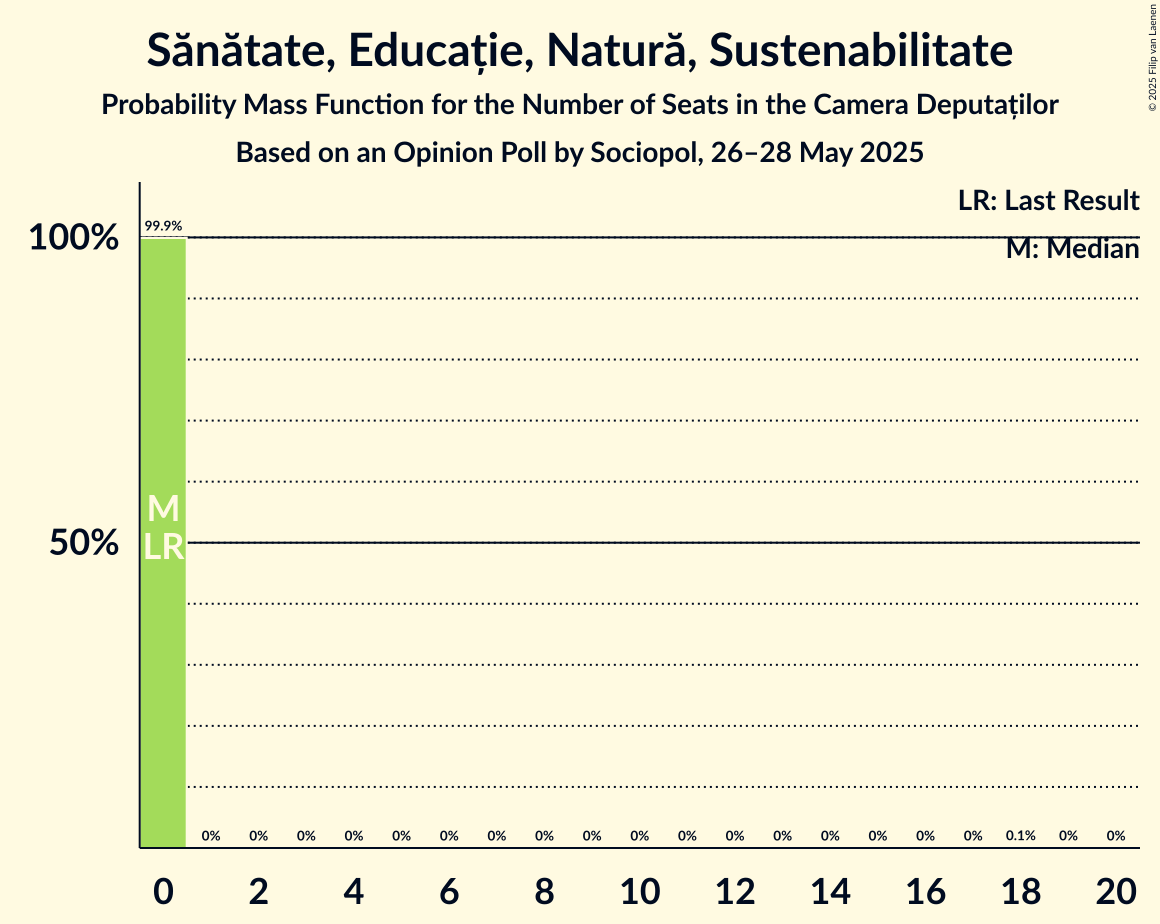 Sănătate, Educație, Natură, Sustenabilitate
Probability Mass Function for the Number of Seats in the Camera Deputaților
Based on an Opinion Poll by Sociopol, 26–28 May 2025
© 2025 Filip van Laenen
LR: Last Result
M: Median
100%
50%
99.9%
M
LR
0% 0% 0% 0% 0% 0% 0% 0% 0% 0% 0% 0% 0% 0% 0% 0% 0% 0.1% 0% 0%
0 2 4 6 8 10 12 14 16 18 20